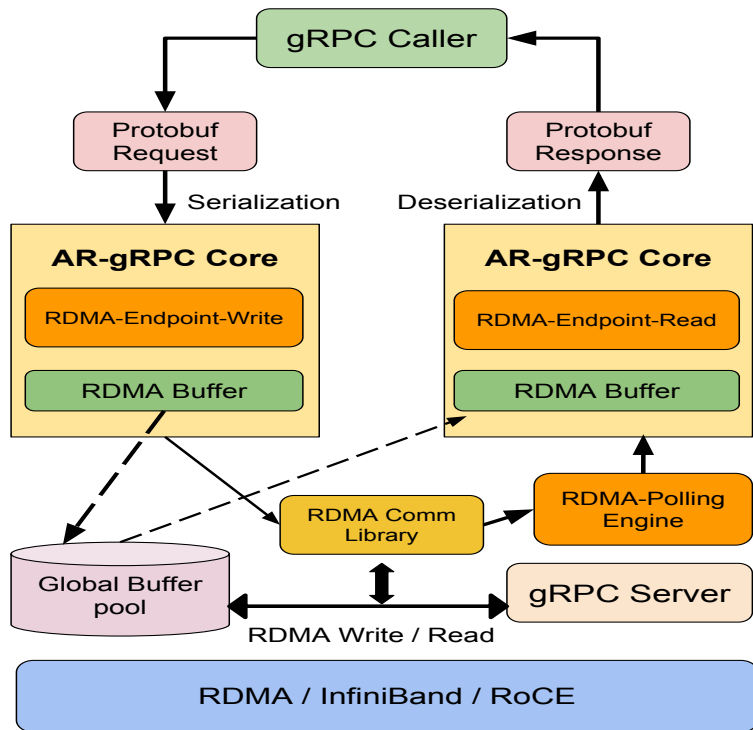 gRPC Caller
Protobuf
Request
Protobuf
Response
Serialization
Deserialization
AR-gRPC Core
RDMA-Endpoint-Write
RDMA Buffer
AR-gRPC Core
RDMA-Endpoint-Read
RDMA Buffer
RDMA Comm
Library
RDMA-Polling
Engine
Global Buffer
pool
gRPC Server
RDMA Write / Read
RDMA / InfiniBand / RoCE